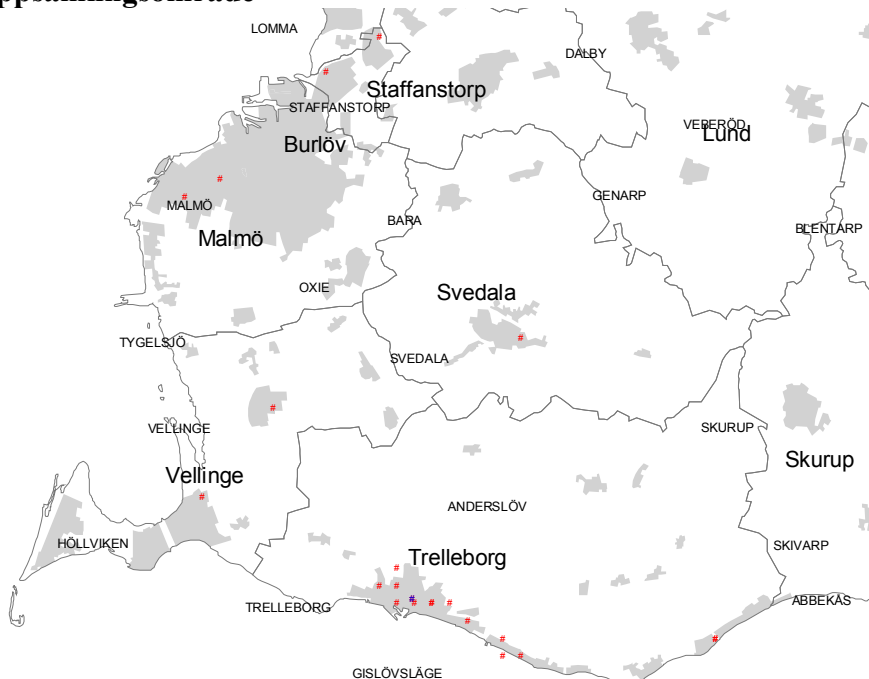 LOMMA
DALBY
Staffanstorp
STAFFANSTORP
VEBERÖD
Lund
Burlöv
GENARP
MALMÖ
BARA
BLENTARP
Malmö
OXIE
Svedala
TYGELSJÖ
SVEDALA
VELLINGE
SKURUP
Skurup
Vellinge
ANDERSLÖV
HÖLLVIKEN
SKIVARP
Trelleborg
TRELLEBORG
ABBEKÅS
GISLÖVSLÄGE